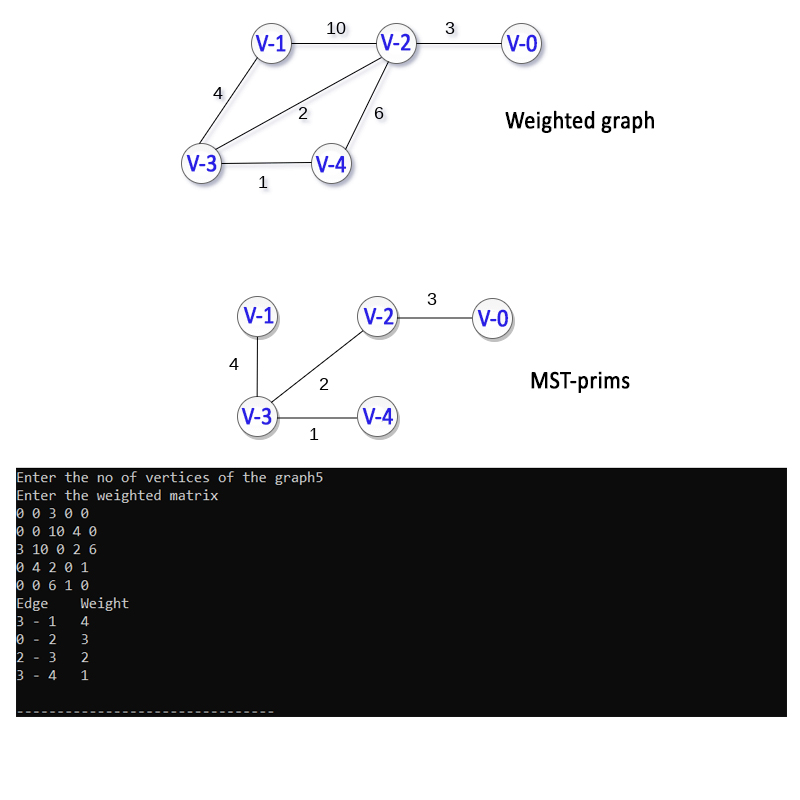 10 3
V-1 V-2 V-0
4
2 6
Weighted graph
V-3 V-4
1
3
V-1 V-2 V-0
4
2
MST-prims
V-3 V-4
1
Enter the no of vertices of the graph5
Enter the weighted matrix
0 0 3 0 0
0 0 10 4 0
3 10 0 2 6
0 4 2 0 1
0 0 6 1 0
Edge    Weight
3 - 1   4
0 - 2   3
2 - 3   2
3 - 4   1
--------------------------------